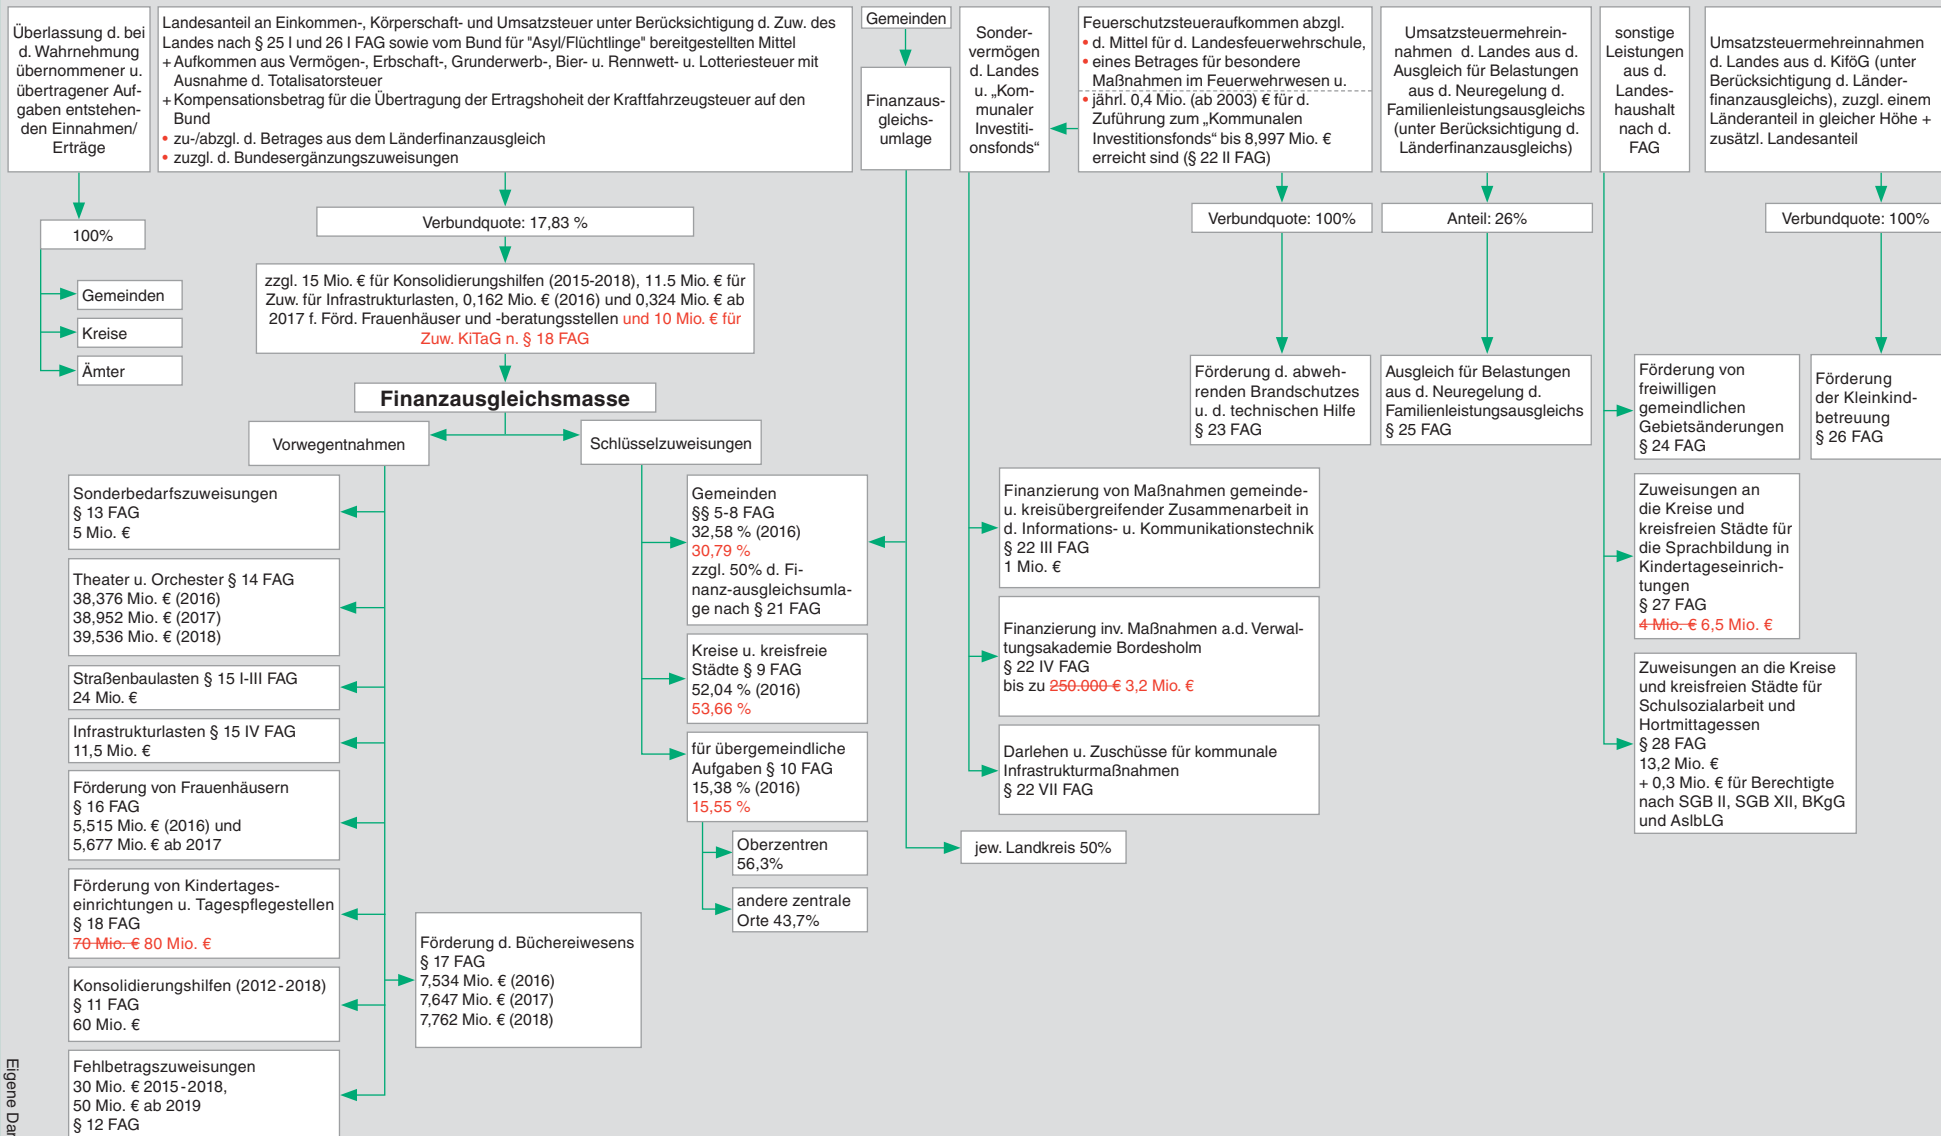 Überlassung d. bei
d. Wahrnehmung
übernommener u.
übertragener Auf-
gaben entstehen-
den Einnahmen/
Erträge
Landesanteil an Einkommen-, Körperschaft- und Umsatzsteuer unter Berücksichtigung d. Zuw. des
Landes nach § 25 I und 26 I FAG sowie vom Bund für "Asyl/Flüchtlinge" bereitgestellten Mittel
+ Aufkommen aus Vermögen-, Erbschaft-, Grunderwerb-, Bier- u. Rennwett- u. Lotteriesteuer mit
Ausnahme d. Totalisatorsteuer
+ Kompensationsbetrag für die Übertragung der Ertragshoheit der Kraftfahrzeugsteuer auf den
Bund
• zu-/abzgl. d. Betrages aus dem Länderfinanzausgleich
• zuzgl. d. Bundesergänzungszuweisungen
Gemeinden
Finanzaus-
gleichs-
umlage
Sonder-
vermögen
d. Landes
u. „Kom-
munaler
Investiti-
onsfonds“
Feuerschutzsteueraufkommen abzgl.
• d. Mittel für d. Landesfeuerwehrschule,
• eines Betrages für besondere
Maßnahmen im Feuerwehrwesen u.
• jährl. 0,4 Mio. (ab 2003) € für d.
Zuführung zum „Kommunalen
Investitionsfonds“ bis 8,997 Mio. €
erreicht sind (§ 22 II FAG)
Umsatzsteuermehrein-
nahmen d. Landes aus d.
Ausgleich für Belastungen
aus d. Neuregelung d.
Familienleistungsausgleichs
(unter Berücksichtigung d.
Länderfinanzausgleichs)
sonstige
Leistungen
aus d.
Landes-
haushalt
nach d.
FAG
Umsatzsteuermehreinnahmen
d. Landes aus d. KiföG (unter
Berücksichtigung d. Länder-
finanzausgleichs), zuzgl. einem
Länderanteil in gleicher Höhe +
zusätzl. Landesanteil
100%
Verbundquote: 17,83 %
Verbundquote: 100%
Anteil: 26%
Verbundquote: 100%
Gemeinden
Kreise
Ämter
zzgl. 15 Mio. € für Konsolidierungshilfen (2015-2018), 11.5 Mio. € für
Zuw. für Infrastrukturlasten, 0,162 Mio. € (2016) und 0,324 Mio. € ab
2017 f. Förd. Frauenhäuser und -beratungsstellen und 10 Mio. € für
Zuw. KiTaG n. § 18 FAG
Finanzausgleichsmasse
Vorwegentnahmen
Schlüsselzuweisungen
Förderung d. abweh-
renden Brandschutzes
u. d. technischen Hilfe
§ 23 FAG
Ausgleich für Belastungen
aus d. Neuregelung d.
Familienleistungsausgleichs
§ 25 FAG
Förderung von
freiwilligen
gemeindlichen
Gebietsänderungen
§ 24 FAG
Förderung
der Kleinkind-
betreuung
§ 26 FAG
Sonderbedarfszuweisungen
§ 13 FAG
5 Mio. €
Theater u. Orchester § 14 FAG
38,376 Mio. € (2016)
38,952 Mio. € (2017)
39,536 Mio. € (2018)
Straßenbaulasten § 15 I-III FAG
24 Mio. €
Infrastrukturlasten § 15 IV FAG
11,5 Mio. €
Förderung von Frauenhäusern
§ 16 FAG
5,515 Mio. € (2016) und
5,677 Mio. € ab 2017
Förderung von Kindertages-
einrichtungen u. Tagespflegestellen
§ 18 FAG
70 Mio. € 80 Mio. €
Konsolidierungshilfen (2012-2018)
§ 11 FAG
60 Mio. €
Fehlbetragszuweisungen
30 Mio. € 2015-2018,
50 Mio. € ab 2019
§ 12 FAG
Förderung d. Büchereiwesens
§ 17 FAG
7,534 Mio. € (2016)
7,647 Mio. € (2017)
7,762 Mio. € (2018)
Gemeinden
§§ 5-8 FAG
32,58 % (2016)
30,79 %
zzgl. 50% d. Fi-
nanz-ausgleichsumla-
ge nach § 21 FAG
Kreise u. kreisfreie
Städte § 9 FAG
52,04 % (2016)
53,66 %
für übergemeindliche
Aufgaben § 10 FAG
15,38 % (2016)
15,55 %
Oberzentren
56,3%
andere zentrale
Orte 43,7%
Finanzierung von Maßnahmen gemeinde-
u. kreisübergreifender Zusammenarbeit in
d. Informations- u. Kommunikationstechnik
§ 22 III FAG
1 Mio. €
Finanzierung inv. Maßnahmen a.d. Verwal-
tungsakademie Bordesholm
§ 22 IV FAG
bis zu 250.000 € 3,2 Mio. €
Darlehen u. Zuschüsse für kommunale
Infrastrukturmaßnahmen
§ 22 VII FAG
jew. Landkreis 50%
Zuweisungen an
die Kreise und
kreisfreien Städte für
die Sprachbildung in
Kindertageseinrich-
tungen
§ 27 FAG
4 Mio. € 6,5 Mio. €
Zuweisungen an die Kreise
und kreisfreien Städte für
Schulsozialarbeit und
Hortmittagessen
§ 28 FAG
13,2 Mio. €
+ 0,3 Mio. € für Berechtigte
nach SGB II, SGB XII, BKgG
und AslbLG
Eigene Dar